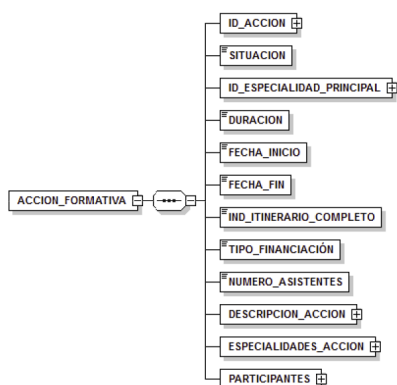 ID_ACCION
SITUACION
ID_ESPECIALIDAD_PRINCIPAL
DURACION
FECHA_INICIO
FECHA_FIN
ACCION_FORMATIVA
IND_ITINERARIO_COMPLETO
TIPO_FINANCIACIÓN
NUMERO_ASISTENTES
DESCRIPCION_ACCION
ESPECIALIDADES_ACCION
PARTICIPANTES